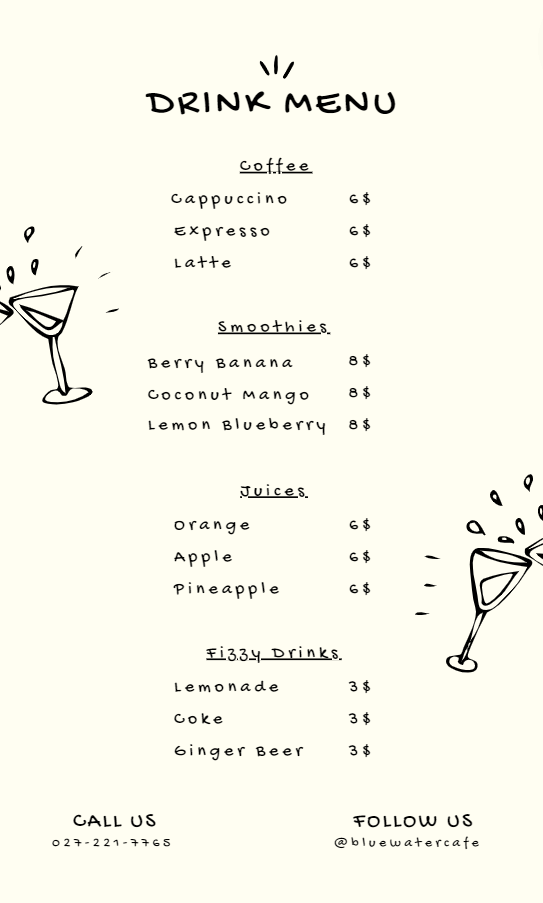 DRINK MENU
Coffee
Cappuccino 6$
Expresso 6$
Latte 6$
Smoothies
Berry Banana 8$
Coconut Mango 8$
Lemon Blueberry 8$
Juices
Orange 6$
Apple 6$
Pineapple 6$
Fizzy Drinks
Lemonade 3$
Coke 3$
Ginger Beer 3$
CALL US FOLLOW US
027-221-7765 @bluewatercafe